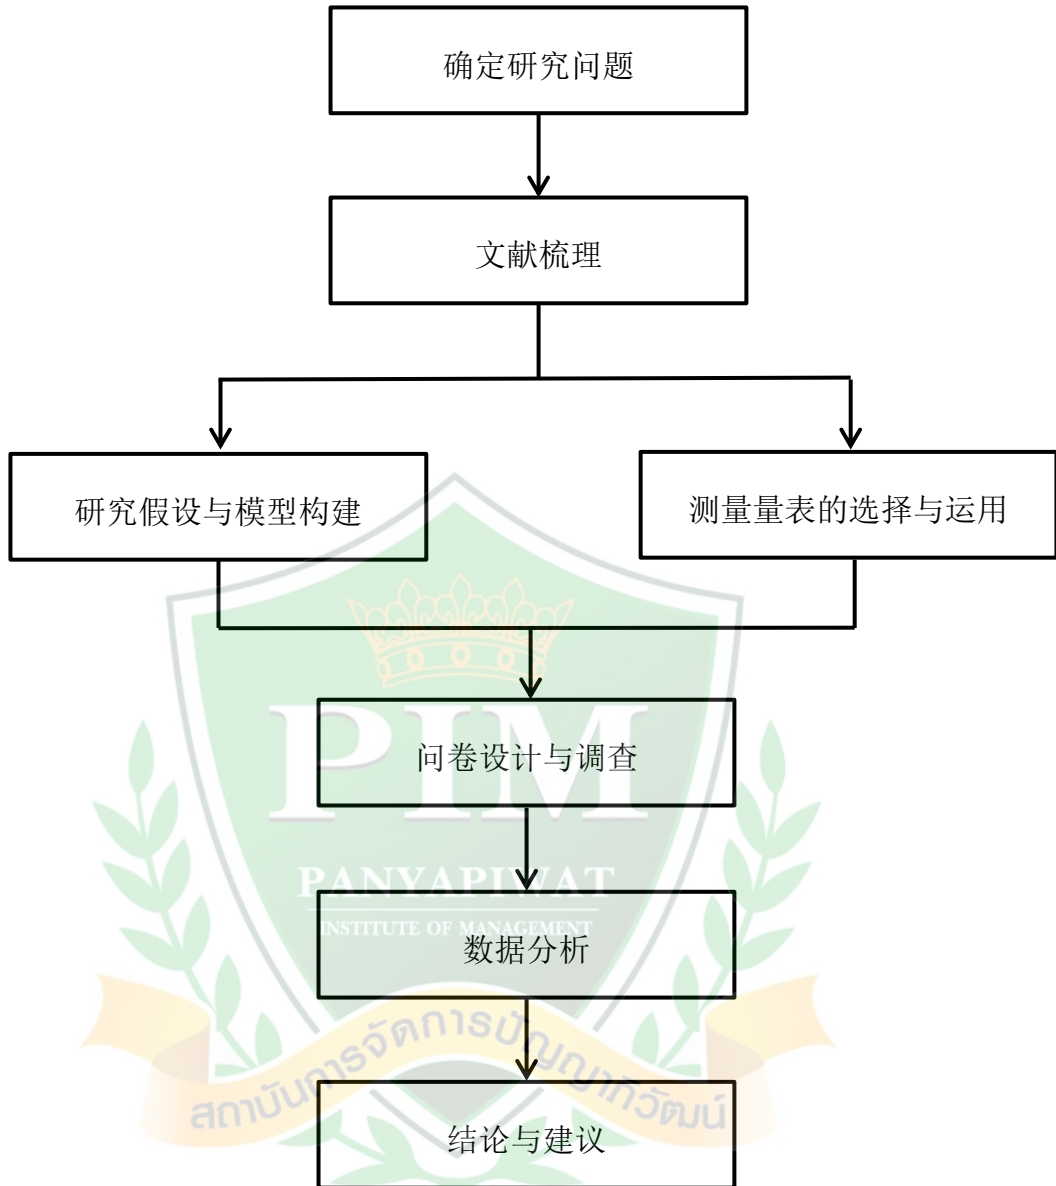 确定研究问题
文献梳理
研究假设与模型构建
测量量表的选择与运用
问卷设计与调查
PIM
PANYAPIWAT
INSTITUTE OF MANAGEMENT
数据分析
สถาบันการจัดการปัญญาภิวัฒน์
结论与建议